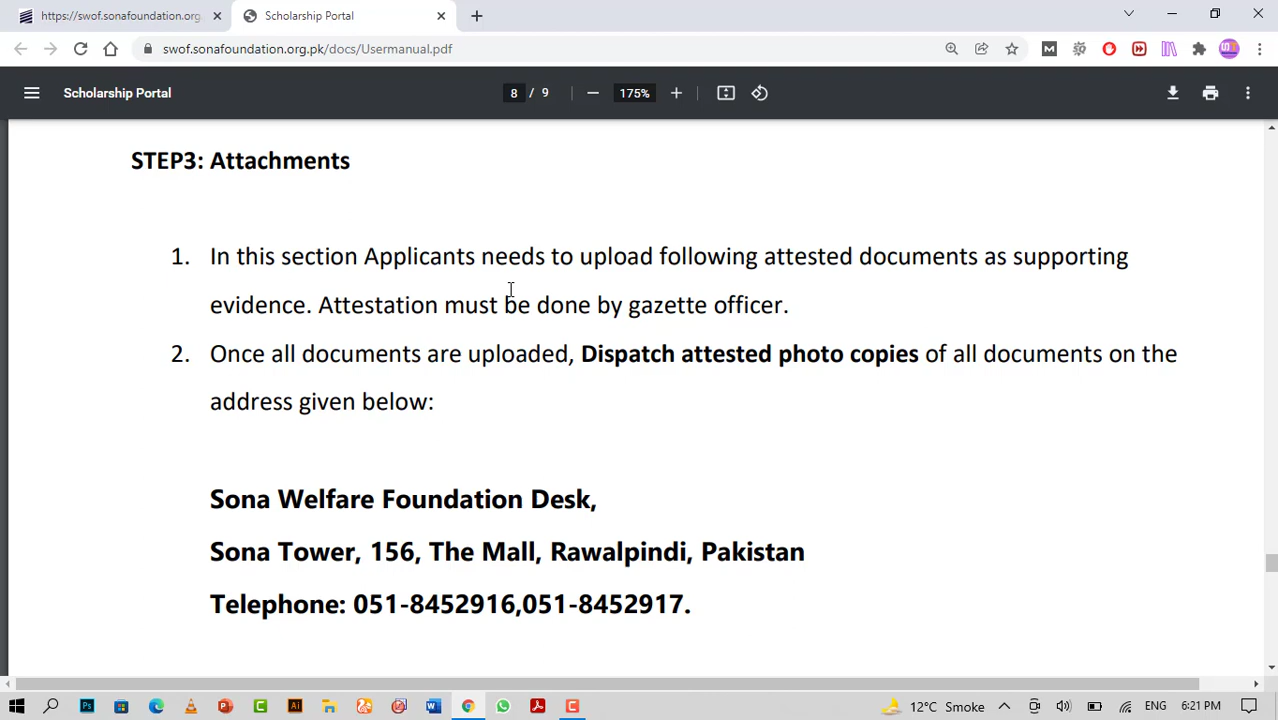 https://swof.sonafoundation.org.
Scholarship Portal
swof.sonafoundation.org.pk/docs/Usermanual.pdf
Scholarship Portal
8 / 9
175%
STEP3: Attachments
1. In this section Applicants needs to upload following attested documents as supporting
evidence. Attestation must be done by gazette officer.
2. Once all documents are uploaded, Dispatch attested photo copies of all documents on the
address given below:
Sona Welfare Foundation Desk,
Sona Tower, 156, The Mall, Rawalpindi, Pakistan
Telephone: 051-8452916,051-8452917.
12°C Smoke
ENG
6:21 PM